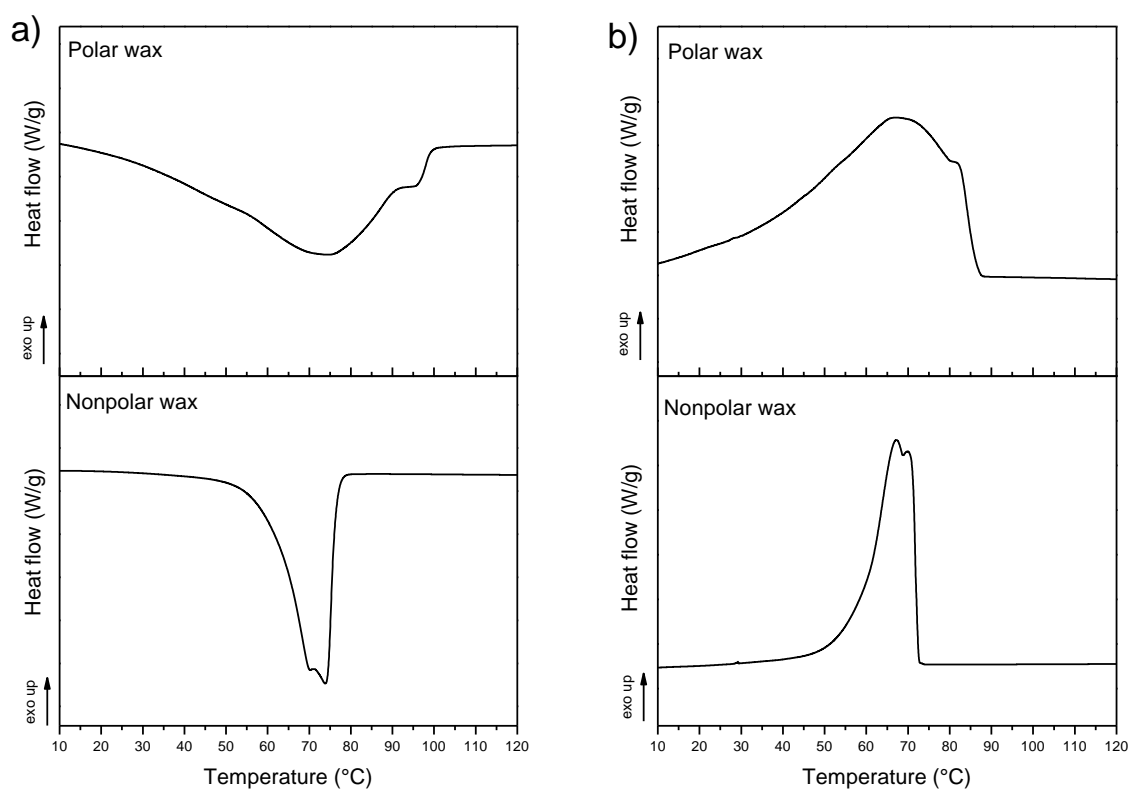 a)
Polar wax
Heat flow (W/g)
exo up
Nonpolar wax
Heat flow (W/g)
exo up
10 20 30 40 50 60 70 80 90 100 110 120
Temperature (°C)
b)
Polar wax
Heat flow (W/g)
exo up
Nonpolar wax
Heat flow (W/g)
exo up
10 20 30 40 50 60 70 80 90 100 110 120
Temperature (°C)